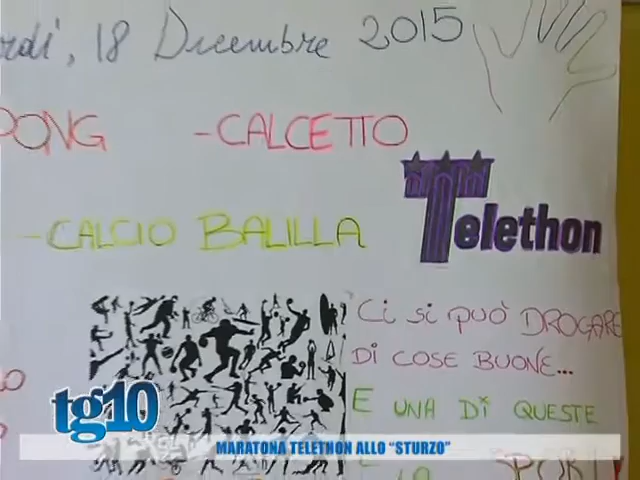 rdì, 18 Dicembre 2015
PONG -CALCETTO
-CALCIO BALILLA
Telethon
Ci si può DROGARE
DI COSE BUONE...
E UNA DI QUESTE
SPORT
tg10
MARATONA TELETHON ALLO "STURZO"